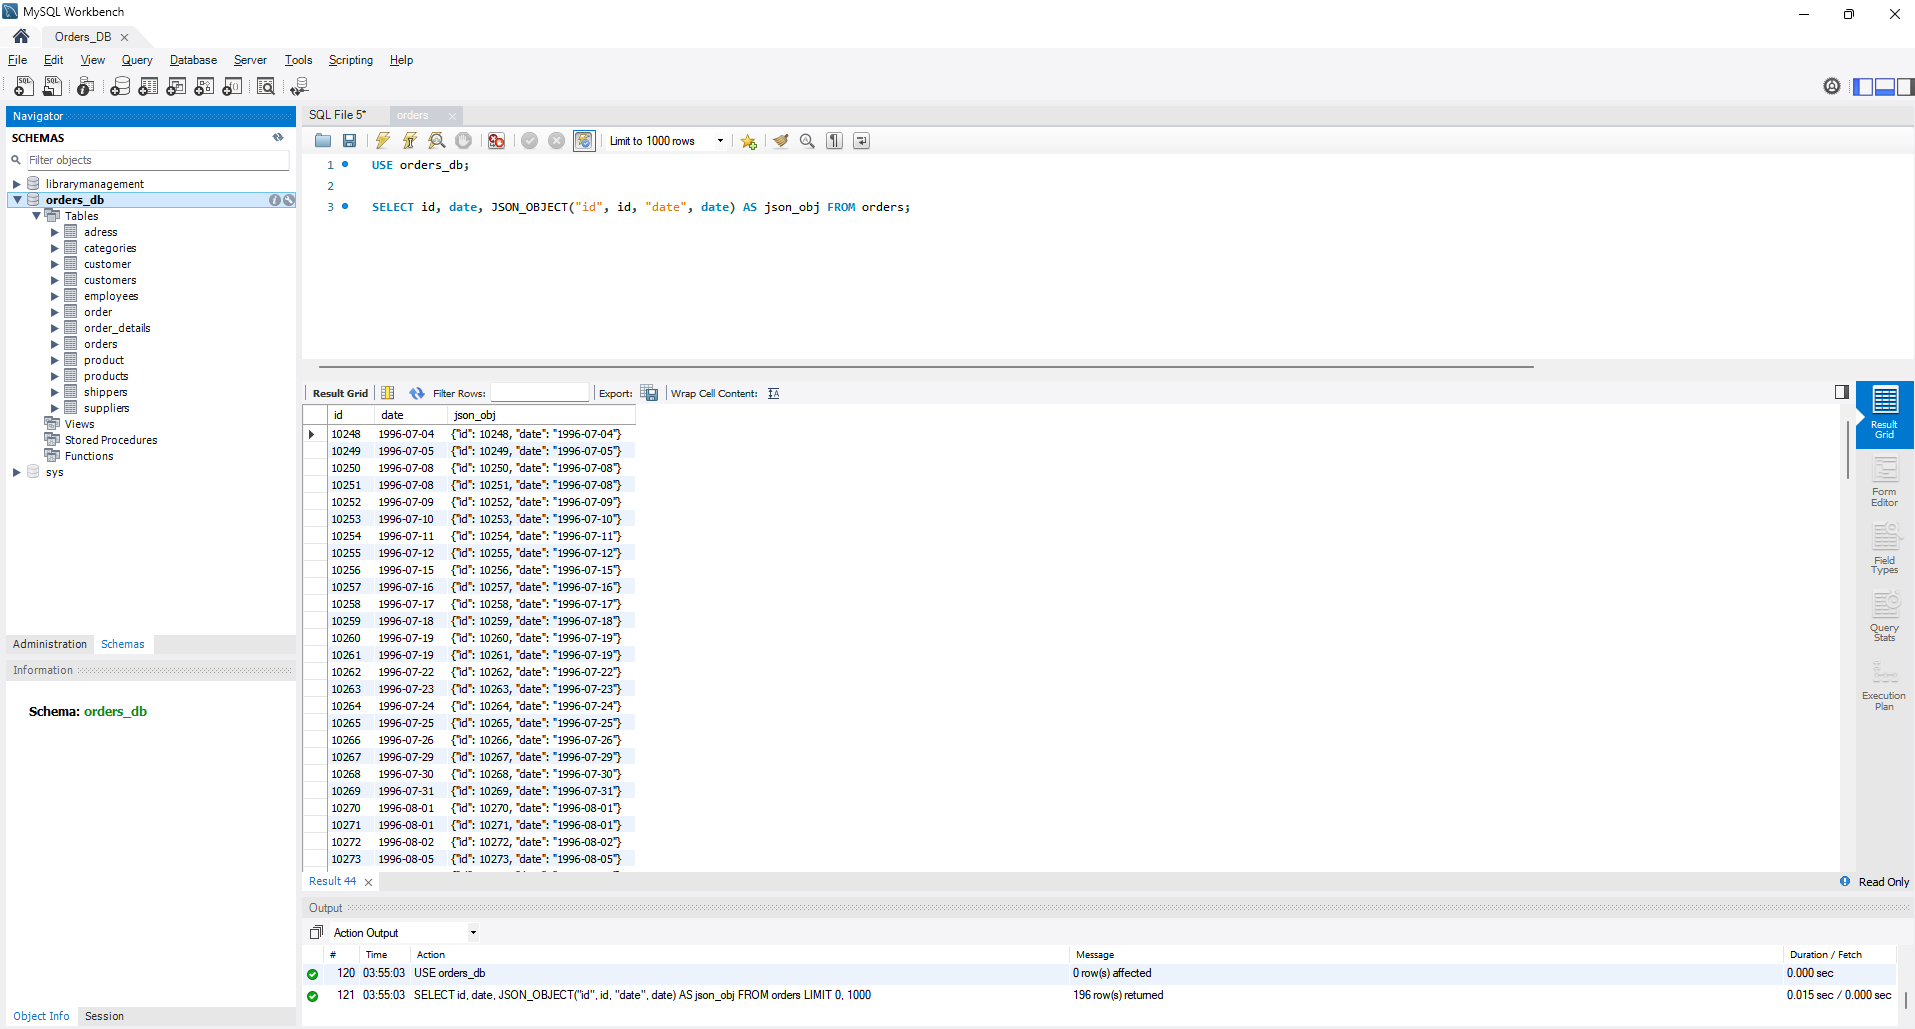 MySQL Workbench
Orders_DB
File Edit View Query Database Server Tools Scripting Help
Navigator
SCHEMAS
Filter objects
librarymanagement
orders_db
Tables
adress
categories
customer
customers
employees
order
order_details
orders
product
products
shippers
suppliers
Views
Stored Procedures
Functions
sys
Administration Schemas
Information
Schema: orders_db
Object Info Session
SQL File 5* orders
Limit to 1000 rows
1 USE orders_db;
2
3 SELECT id, date, JSON_OBJECT("id", id, "date", date) AS json_obj FROM orders;
Result Grid Filter Rows: Export: Wrap Cell Content:
id date json_obj
10248 1996-07-04 {"id": 10248, "date": "1996-07-04"}
10249 1996-07-05 {"id": 10249, "date": "1996-07-05"}
10250 1996-07-08 {"id": 10250, "date": "1996-07-08"}
10251 1996-07-08 {"id": 10251, "date": "1996-07-08"}
10252 1996-07-09 {"id": 10252, "date": "1996-07-09"}
10253 1996-07-10 {"id": 10253, "date": "1996-07-10"}
10254 1996-07-11 {"id": 10254, "date": "1996-07-11"}
10255 1996-07-12 {"id": 10255, "date": "1996-07-12"}
10256 1996-07-15 {"id": 10256, "date": "1996-07-15"}
10257 1996-07-16 {"id": 10257, "date": "1996-07-16"}
10258 1996-07-17 {"id": 10258, "date": "1996-07-17"}
10259 1996-07-18 {"id": 10259, "date": "1996-07-18"}
10260 1996-07-19 {"id": 10260, "date": "1996-07-19"}
10261 1996-07-19 {"id": 10261, "date": "1996-07-19"}
10262 1996-07-22 {"id": 10262, "date": "1996-07-22"}
10263 1996-07-23 {"id": 10263, "date": "1996-07-23"}
10264 1996-07-24 {"id": 10264, "date": "1996-07-24"}
10265 1996-07-25 {"id": 10265, "date": "1996-07-25"}
10266 1996-07-26 {"id": 10266, "date": "1996-07-26"}
10267 1996-07-29 {"id": 10267, "date": "1996-07-29"}
10268 1996-07-30 {"id": 10268, "date": "1996-07-30"}
10269 1996-07-31 {"id": 10269, "date": "1996-07-31"}
10270 1996-08-01 {"id": 10270, "date": "1996-08-01"}
10271 1996-08-01 {"id": 10271, "date": "1996-08-01"}
10272 1996-08-02 {"id": 10272, "date": "1996-08-02"}
10273 1996-08-05 {"id": 10273, "date": "1996-08-05"}
Result
Grid
Form
Editor
Field
Types
Query
Stats
Execution
Plan
Result 44 Read Only
Output
Action Output
# Time Action Message Duration / Fetch
120 03:55:03 USE orders_db 0 row(s) affected 0.000 sec
121 03:55:03 SELECT id, date, JSON_OBJECT("id", id, "date", date) AS json_obj FROM orders LIMIT 0, 1000 196 row(s) returned 0.015 sec / 0.000 sec